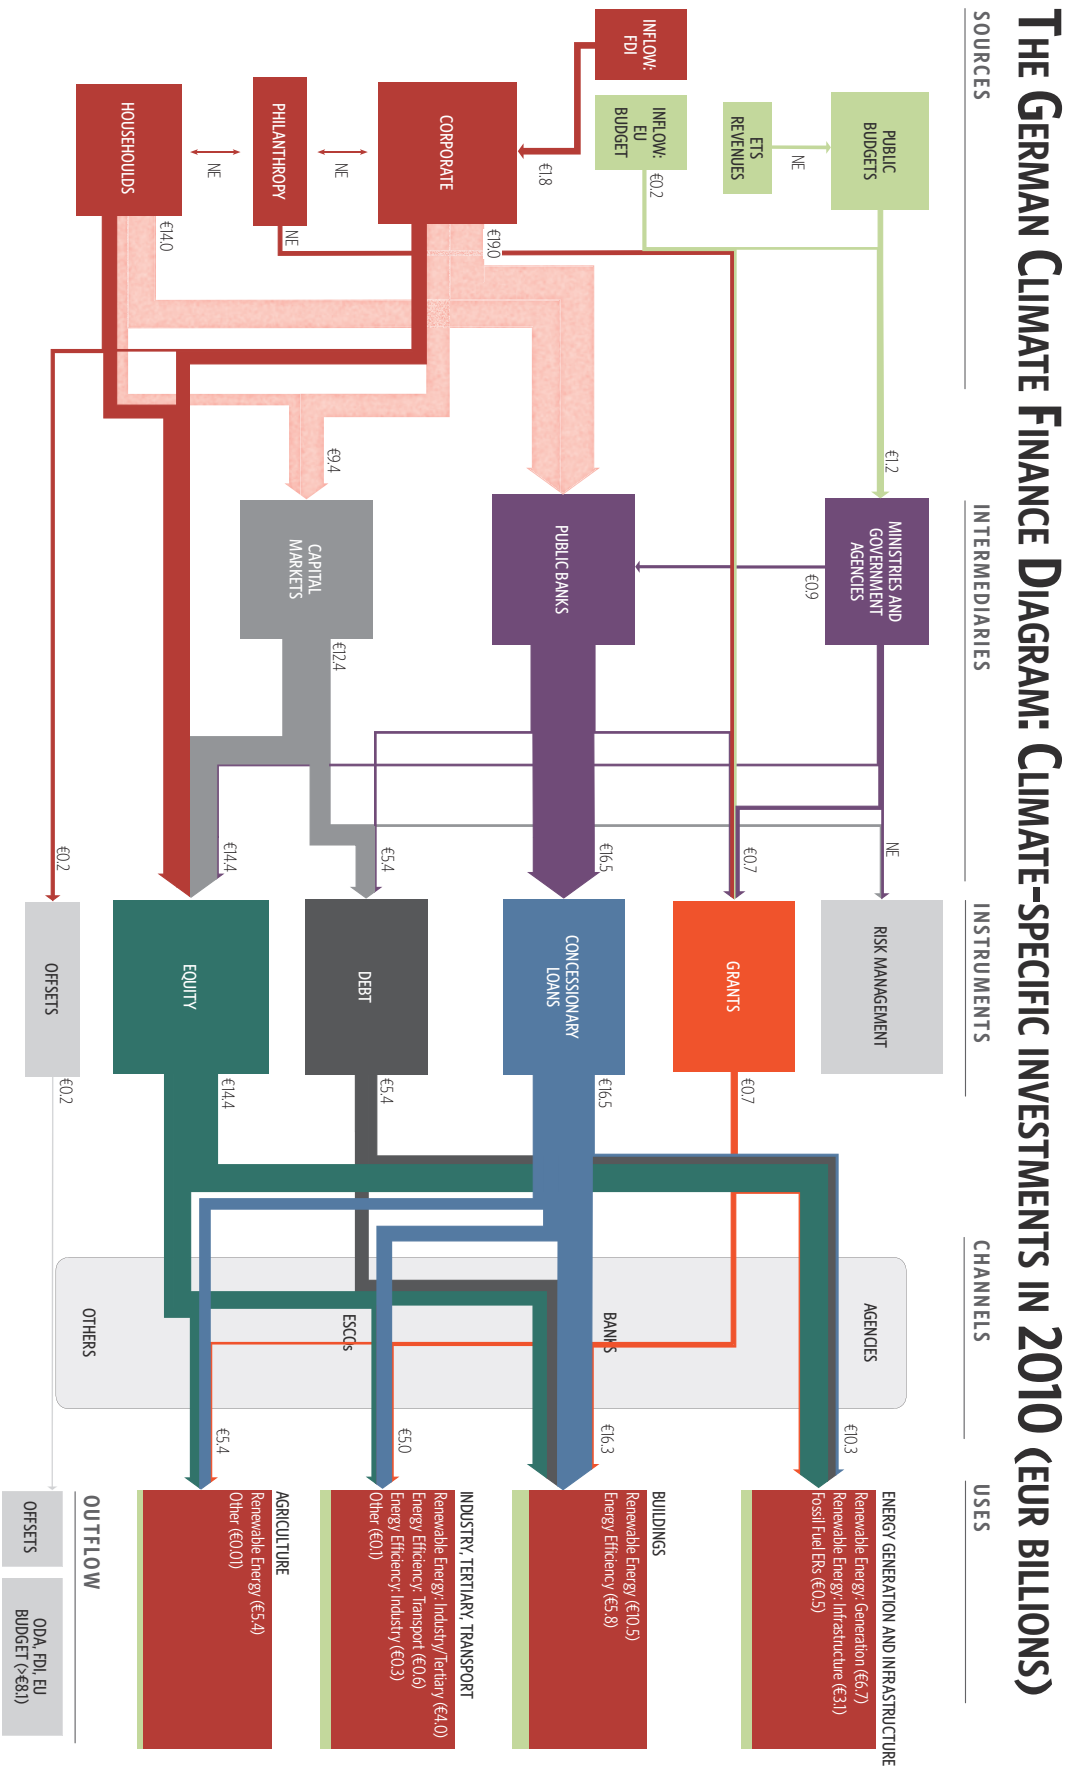 THE GERMAN CLIMATE FINANCE DIAGRAM: CLIMATE-SPECIFIC INVESTMENTS IN 2010 (EUR BILLIONS)
SOURCES
INTERMEDIARIES
INSTRUMENTS
CHANNELS
USES
PUBLIC
BUDGETS
NE
ETS
REVENUES
INFLOW:
EU
BUDGET
€0.2
INFLOW:
FDI
€1.8
CORPORATE
€19.0
NE
PHILANTHROPY
NE
NE
HOUSEHOULDS
€14.0
€1.2
€9.4
MINISTRIES AND
GOVERNMENT
AGENCIES
€0.9
PUBLIC BANKS
CAPITAL
MARKETS
€12.4
NE
€0.7
€16.5
€5.4
€14.4
€0.2
RISK MANAGEMENT
GRANTS
€0.7
CONCESSIONARY
LOANS
€16.5
DEBT
€5.4
EQUITY
€14.4
OFFSETS
€0.2
AGENCIES
BANKS
ESCOs
OTHERS
€10.3
€16.3
€5.0
€5.4
ENERGY GENERATION AND INFRASTRUCTURE
Renewable Energy: Generation (€6.7)
Renewable Energy: Infrastructure (€3.1)
Fossil Fuel ERs (€0.5)
BUILDINGS
Renewable Energy (€10.5)
Energy Efficiency (€5.8)
INDUSTRY, TERTIARY, TRANSPORT
Renewable Energy: Industry/Tertiary (€4.0)
Energy Efficiency: Transport (€0.6)
Energy Efficiency: Industry (€0.3)
Other (€0.1)
AGRICULTURE
Renewable Energy (€5.4)
Other (€0.01)
OUTFLOW
OFFSETS
ODA, FDI, EU
BUDGET (>€8.1)